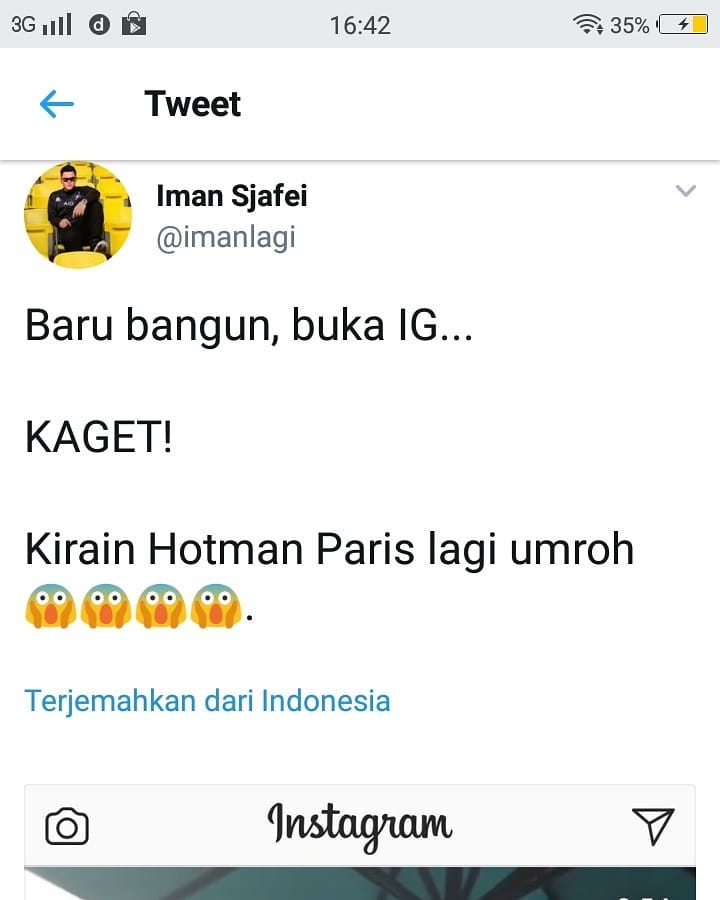 3G 16:42 35%
Tweet
Iman Sjafei
@imanlagi
Baru bangun, buka IG...
KAGET!
Kirain Hotman Paris lagi umroh
😱😱😱😱.
Terjemahkan dari Indonesia
Instagram